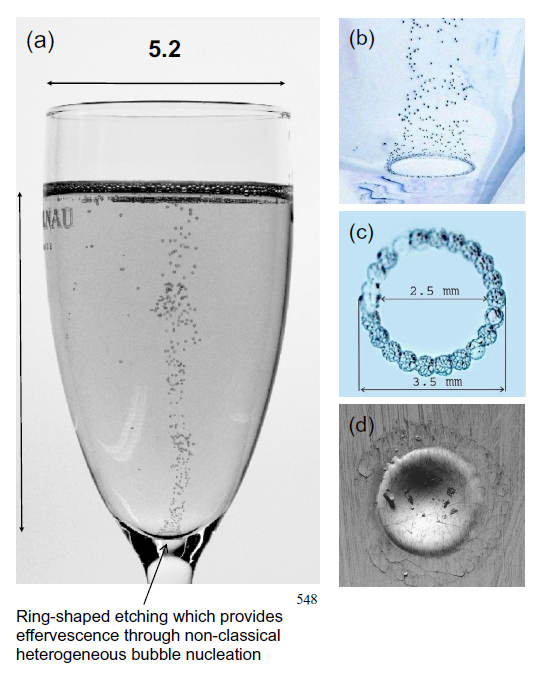 (a)
5.2
(b)
(c)
2.5 mm
3.5 mm
(d)
548
Ring-shaped etching which provides
effervescence through non-classical
heterogeneous bubble nucleation